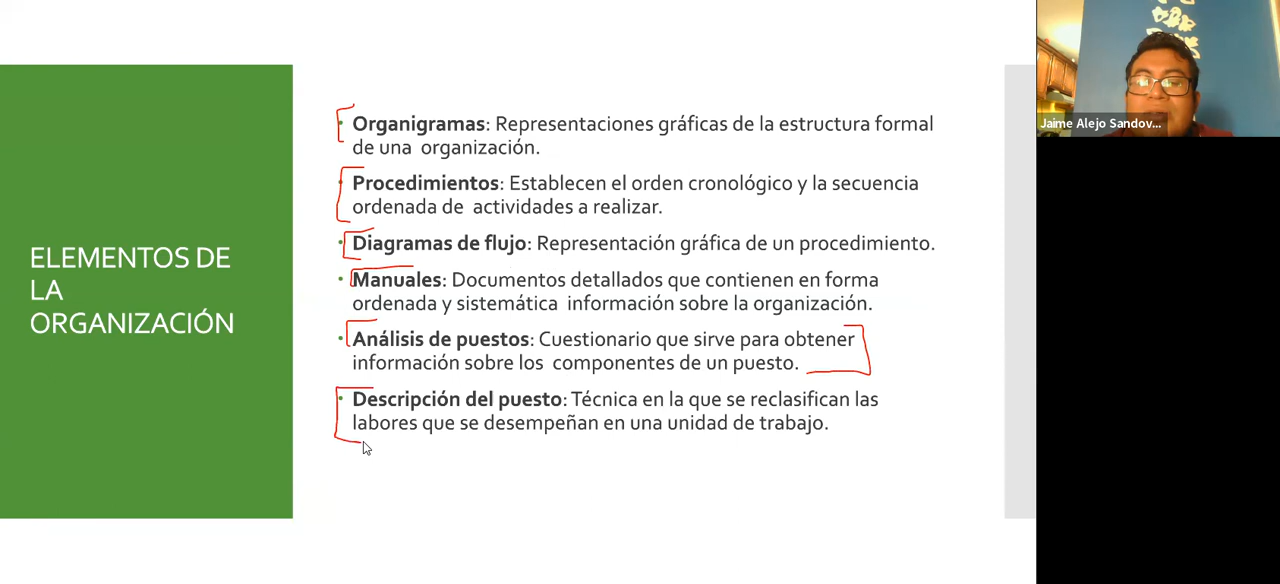 ELEMENTOS DE
LA
ORGANIZACIÓN
• Organigramas: Representaciones gráficas de la estructura formal
de una organización.
• Procedimientos: Establecen el orden cronológico y la secuencia
ordenada de actividades a realizar.
• Diagramas de flujo: Representación gráfica de un procedimiento.
• Manuales: Documentos detallados que contienen en forma
ordenada y sistemática información sobre la organización.
• Análisis de puestos: Cuestionario que sirve para obtener
información sobre los componentes de un puesto.
• Descripción del puesto: Técnica en la que se reclasifican las
labores que se desempeñan en una unidad de trabajo.
Jaime Alejo Sandov...